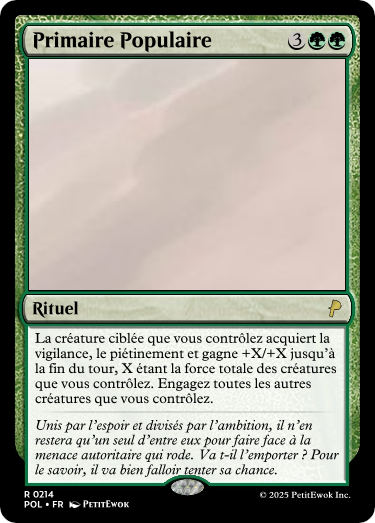 Primaire Populaire 3
Rituel
La créature ciblée que vous contrôlez acquiert la
vigilance, le piétinement et gagne +X/+X jusqu'à
la fin du tour, X étant la force totale des créatures
que vous contrôlez. Engagez toutes les autres
créatures que vous contrôlez.
Unis par l'espoir et divisés par l'ambition, il n'en
restera qu'un seul d'entre eux pour faire face à la
menace autoritaire qui rode. Va t-il l'emporter ? Pour
le savoir, il va bien falloir tenter sa chance.
R 0214
POL • FR PETITEWOK
© 2025 PetitEwok Inc.